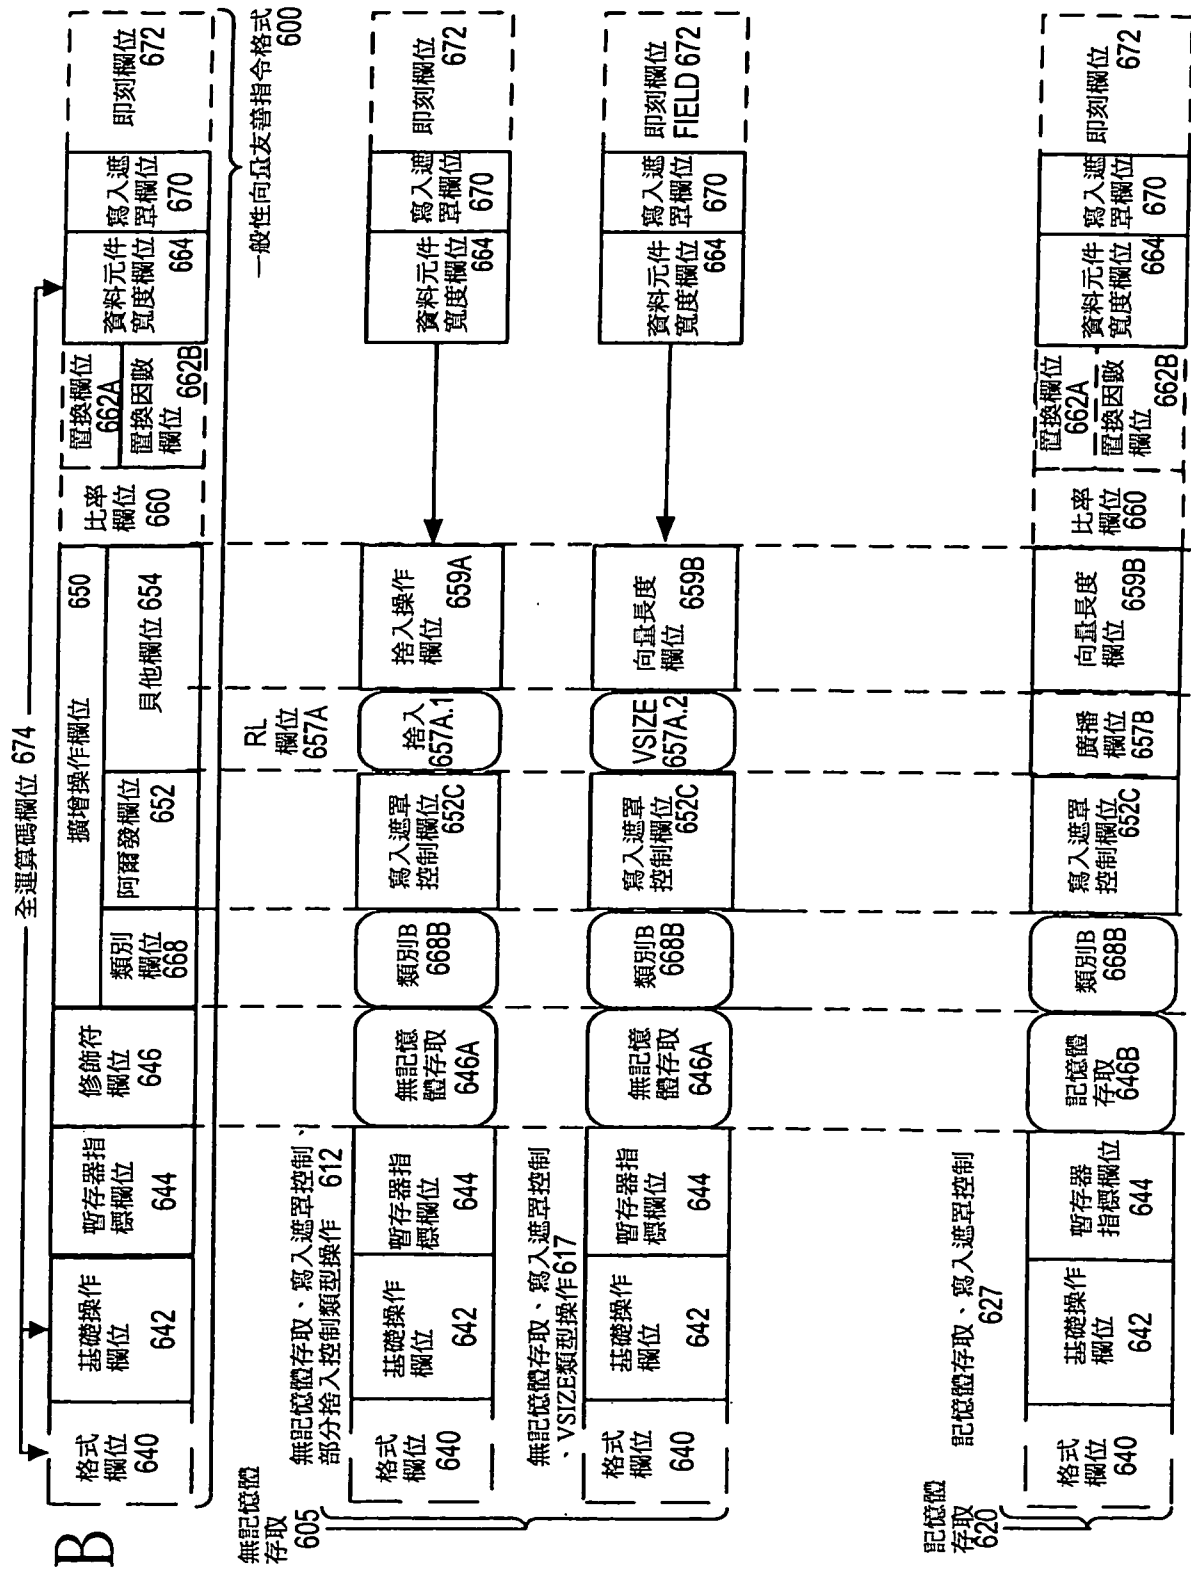 B
全運算碼欄位 674
格式
欄位
640
基礎操作
欄位
642
暫存器指
標欄位
644
修飾符
欄位
646
擴增操作欄位 650
類別
欄位
668
阿爾發欄位
652
貝他欄位 654
比率
欄位
660
置換欄位
662A
置換因數
欄位
662B
資料元件
寬度欄位
664
寫入遮
罩欄位
670
即刻欄位
672
一般性向量友善指令格式
600
無記憶體
存取
605
無記憶體存取、寫入遮罩控制、
部分捨入控制類型操作 612
RL
欄位
657A
格式
欄位
640
基礎操作
欄位
642
暫存器指
標欄位
644
無記憶
體存取
646A
類別B
668B
寫入遮罩
控制欄位
652C
捨入
657A.1
捨入操作
欄位
659A
資料元件
寬度欄位
664
寫入遮
罩欄位
670
即刻欄位
672
無記憶體存取、寫入遮罩控制
、VSIZE類型操作617
格式
欄位
640
基礎操作
欄位
642
暫存器指
標欄位
644
無記憶
體存取
646A
類別B
668B
寫入遮罩
控制欄位
652C
VSIZE
657A.2
向量長度
欄位
659B
資料元件
寬度欄位
664
寫入遮
罩欄位
670
即刻欄位
FIELD 672
記憶體
存取
620
記憶體存取、寫入遮罩控制
627
格式
欄位
640
基礎操作
欄位
642
暫存器
指標欄位
644
記憶體
存取
646B
類別B
668B
寫入遮罩
控制欄位
652C
廣播
欄位
657B
向量長度
欄位
659B
比率
欄位
660
置換欄位
662A
置換因數
欄位
662B
資料元件
寬度欄位
664
寫入遮
罩欄位
670
即刻欄位
672